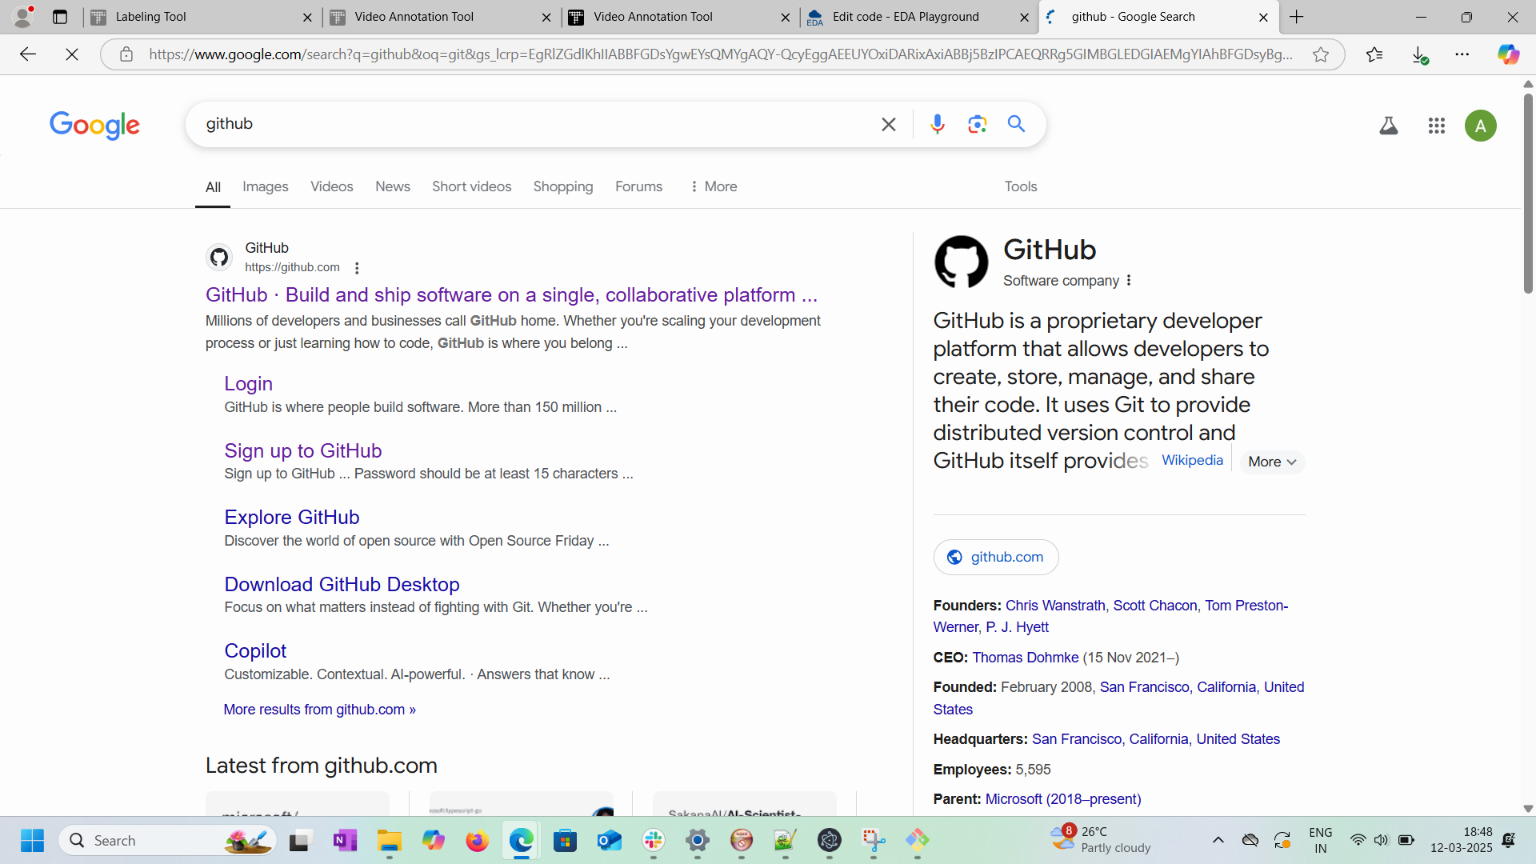 Labeling Tool
Video Annotation Tool
Video Annotation Tool
EDA
Edit code - EDA Playground
github - Google Search
https://www.google.com/search?q=github&oq=git&gs_lcrp=
Google
github
A
All
Images
Videos
News
Short videos
Shopping
Forums
More
Tools
GitHub
https://github.com
GitHub · Build and ship software on a single, collaborative platform ...
Millions of developers and businesses call GitHub home. Whether you're scaling your development
process or just learning how to code, GitHub is where you belong ...
Login
GitHub is where people build software. More than 150 million ...
Sign up to GitHub
Sign up to GitHub ... Password should be at least 15 characters ...
Explore GitHub
Discover the world of open source with Open Source Friday ...
Download GitHub Desktop
Focus on what matters instead of fighting with Git. Whether you're ...
Copilot
Customizable. Contextual. AI-powered. · Answers that know ...
More results from github.com »
Latest from github.com
microsoft/
SakanaAI/AI-Scientist-
GitHub
Software company
GitHub is a proprietary developer
platform that allows developers to
create, store, manage, and share
their code. It uses Git to provide
distributed version control and
GitHub itself provides Wikipedia
More
github.com
Founders: Chris Wanstrath, Scott Chacon, Tom Preston-
Werner, P. J. Hyett
CEO: Thomas Dohmke (15 Nov 2021–)
Founded: February 2008, San Francisco, California, United
States
Headquarters: San Francisco, California, United States
Employees: 5,595
Parent: Microsoft (2018–present)
Search
8
26°C
Partly cloudy
ENG
IN
18:48
12-03-2025